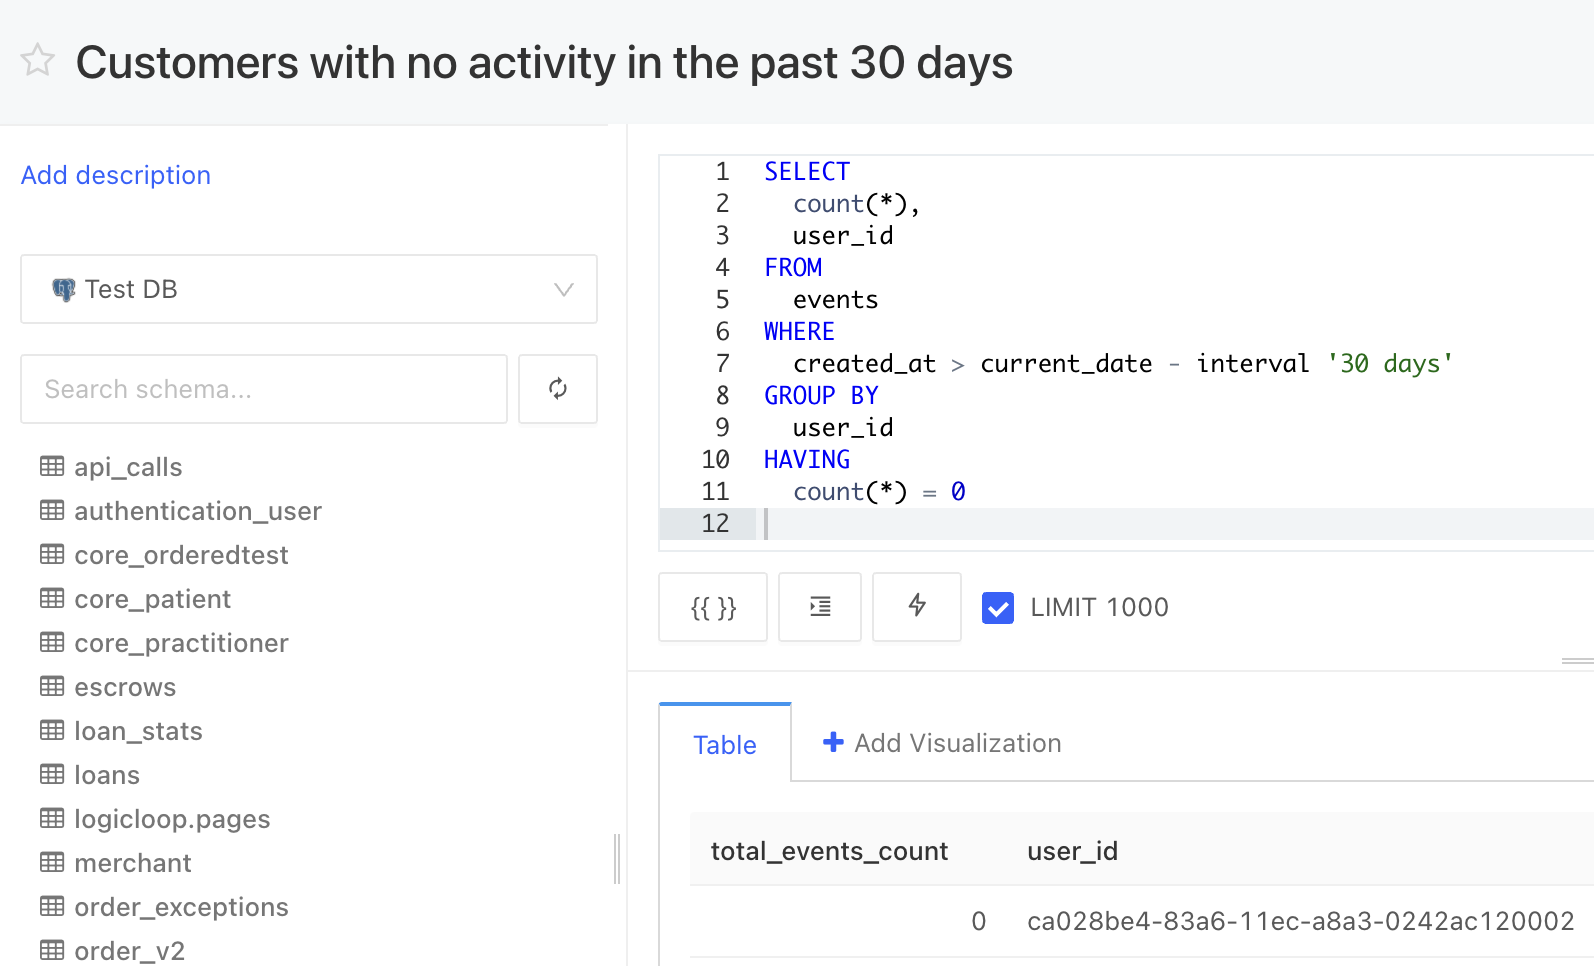 Customers with no activity in the past 30 days
Add description
Test DB
Search schema...
api_calls
authentication_user
core_orderedtest
core_patient
core_practitioner
escrows
loan_stats
loans
logicloop.pages
merchant
order_exceptions
order_v2
1 SELECT
2 count(*),
3 user_id
4 FROM
5 events
6 WHERE
7 created_at > current_date - interval '30 days'
8 GROUP BY
9 user_id
10 HAVING
11 count(*) = 0
12
{{ }}
LIMIT 1000
Table
Add Visualization
total_events_count user_id
0 ca028be4-83a6-11ec-a8a3-0242ac120002